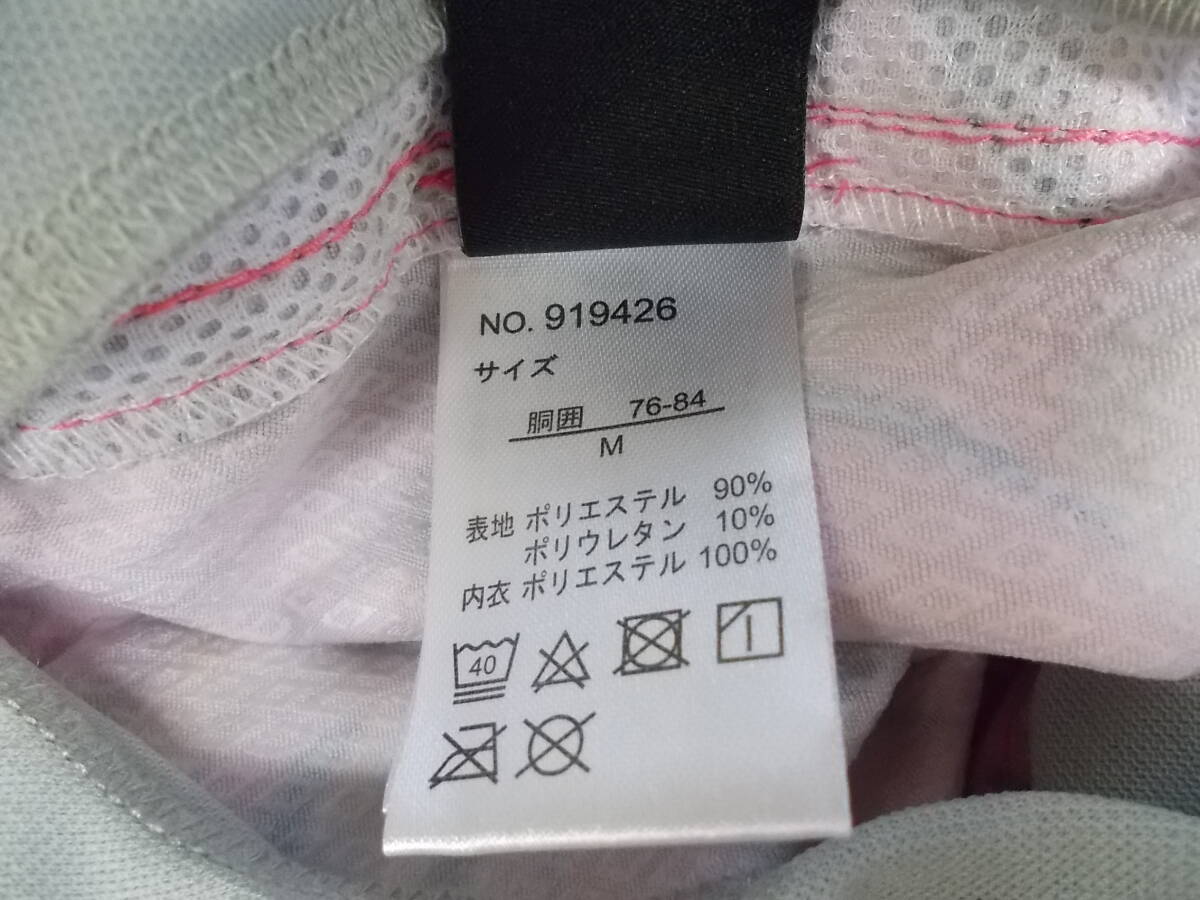 NO. 919426
サイズ
胴囲 76-84
M
表地 ポリエステル 90%
ポリウレタン 10%
内衣 ポリエステル 100%
40